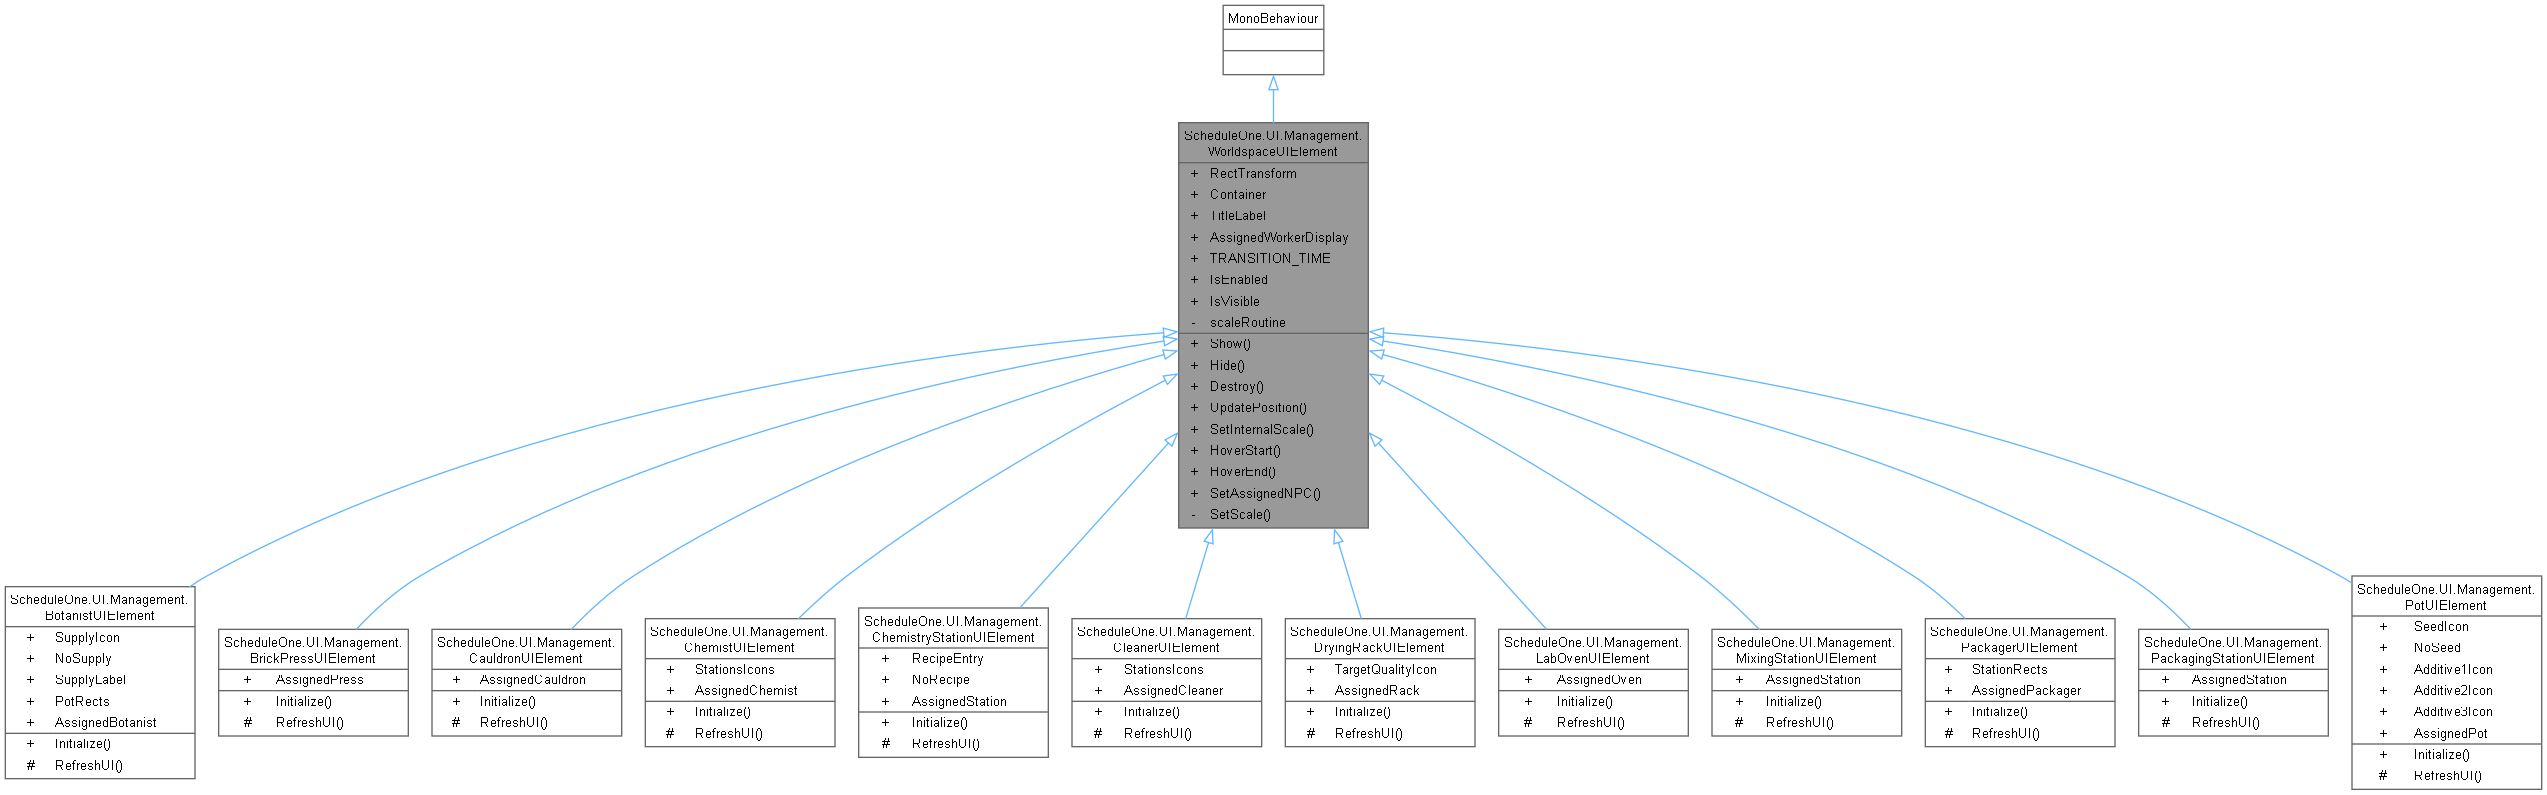 MonoBehaviour
ScheduleOne.UI.Management.
WorldspaceUIElement
+ RectTransform
+ Container
+ TitleLabel
+ AssignedWorkerDisplay
+ TRANSITION_TIME
+ IsEnabled
+ IsVisible
- scaleRoutine
+ Show()
+ Hide()
+ Destroy()
+ UpdatePosition()
+ SetInternalScale()
+ HoverStart()
+ HoverEnd()
+ SetAssignedNPC()
- SetScale()
ScheduleOne.UI.Management.
BotanistUIElement
+ SupplyIcon
+ NoSupply
+ SupplyLabel
+ PotRects
+ AssignedBotanist
+ Initialize()
# RefreshUI()
ScheduleOne.UI.Management.
BrickPressUIElement
+ AssignedPress
+ Initialize()
# RefreshUI()
ScheduleOne.UI.Management.
CauldronUIElement
+ AssignedCauldron
+ Initialize()
# RefreshUI()
ScheduleOne.UI.Management.
ChemistUIElement
+ StationsIcons
+ AssignedChemist
+ Initialize()
# RefreshUI()
ScheduleOne.UI.Management.
ChemistryStationUIElement
+ RecipeEntry
+ NoRecipe
+ AssignedStation
+ Initialize()
# RefreshUI()
ScheduleOne.UI.Management.
CleanerUIElement
+ StationsIcons
+ AssignedCleaner
+ Initialize()
# RefreshUI()
ScheduleOne.UI.Management.
DryingRackUIElement
+ TargetQualityIcon
+ AssignedRack
+ Initialize()
# RefreshUI()
ScheduleOne.UI.Management.
LabOvenUIElement
+ AssignedOven
+ Initialize()
# RefreshUI()
ScheduleOne.UI.Management.
MixingStationUIElement
+ AssignedStation
+ Initialize()
# RefreshUI()
ScheduleOne.UI.Management.
PackagerUIElement
+ StationRects
+ AssignedPackager
+ Initialize()
# RefreshUI()
ScheduleOne.UI.Management.
PackagingStationUIElement
+ AssignedStation
+ Initialize()
# RefreshUI()
ScheduleOne.UI.Management.
PotUIElement
+ SeedIcon
+ NoSeed
+ Additive1Icon
+ Additive2Icon
+ Additive3Icon
+ AssignedPot
+ Initialize()
# RefreshUI()